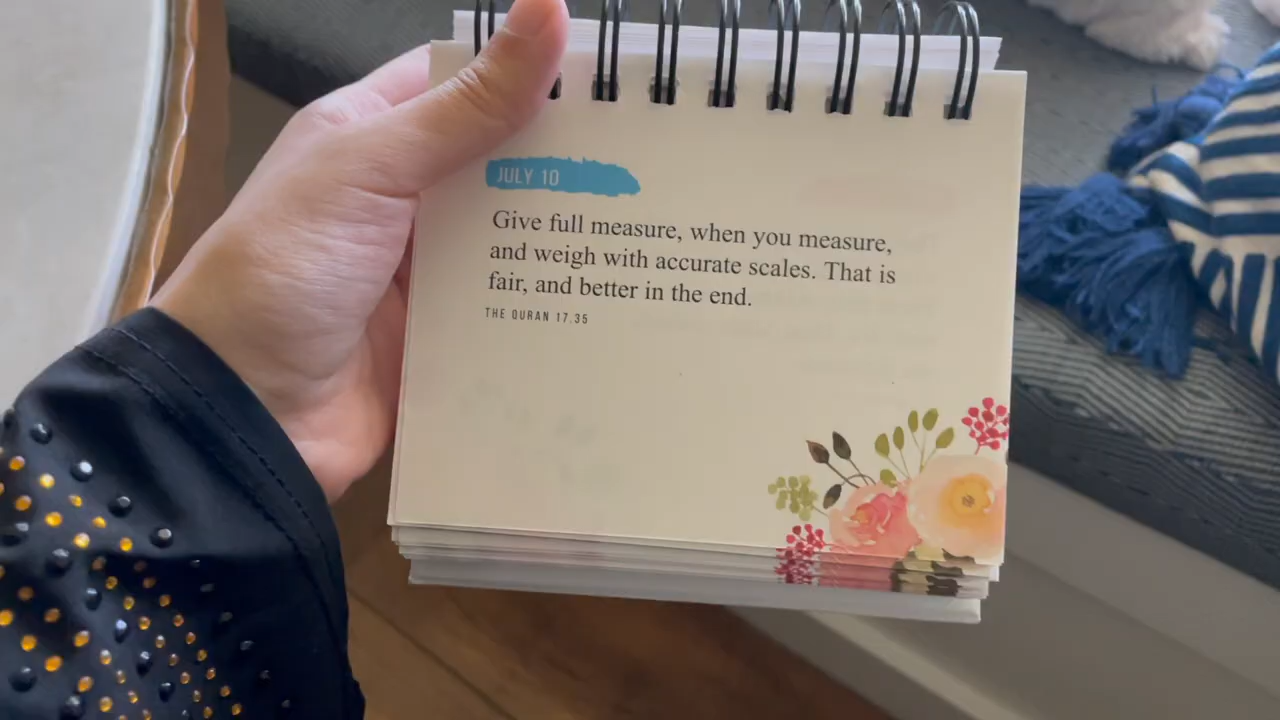 JULY 10
Give full measure, when you measure,
and weigh with accurate scales. That is
fair, and better in the end.
THE QURAN 17.35